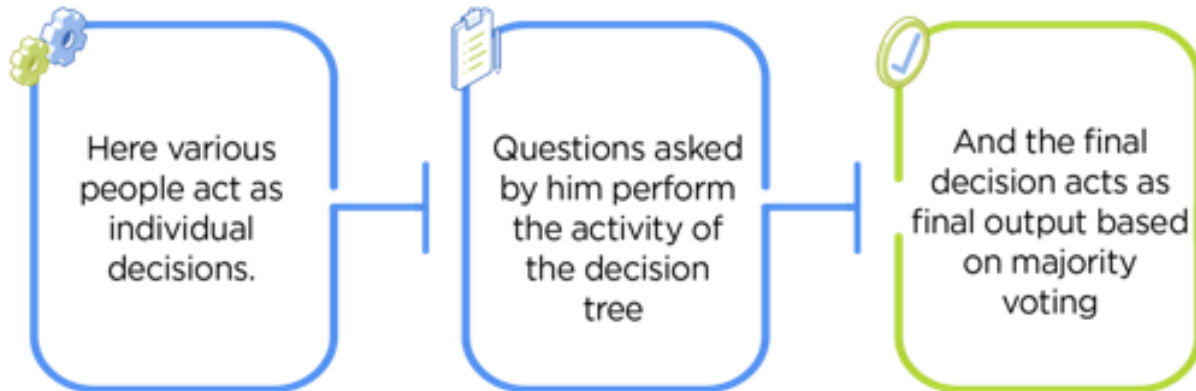 Here various
people act as
individual
decisions.
Questions asked
by him perform
the activity of
the decision
tree
And the final
decision acts as
final output based
on majority
voting